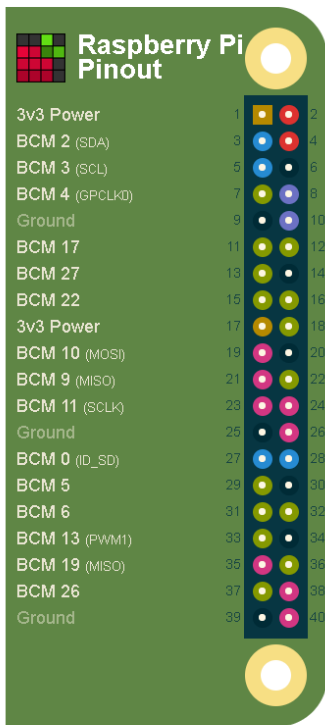 Raspberry Pi
Pinout
3v3 Power 1 2
BCM 2 (SDA) 3 4
BCM 3 (SCL) 5 6
BCM 4 (GPCLK0) 7 8
Ground 9 10
BCM 17 11 12
BCM 27 13 14
BCM 22 15 16
3v3 Power 17 18
BCM 10 (MOSI) 19 20
BCM 9 (MISO) 21 22
BCM 11 (SCLK) 23 24
Ground 25 26
BCM 0 (ID_SD) 27 28
BCM 5 29 30
BCM 6 31 32
BCM 13 (PWM1) 33 34
BCM 19 (MISO) 35 36
BCM 26 37 38
Ground 39 40